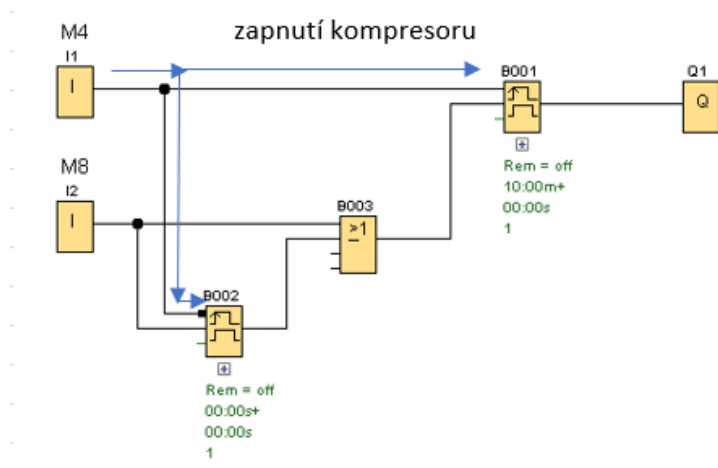 M4
zapnutí kompresoru
I1
I
B001
Q1
Q
Rem = off
10:00m+
00:00s
1
M8
I2
I
B003
≥1
B002
Rem = off
00:00s+
00:00s
1